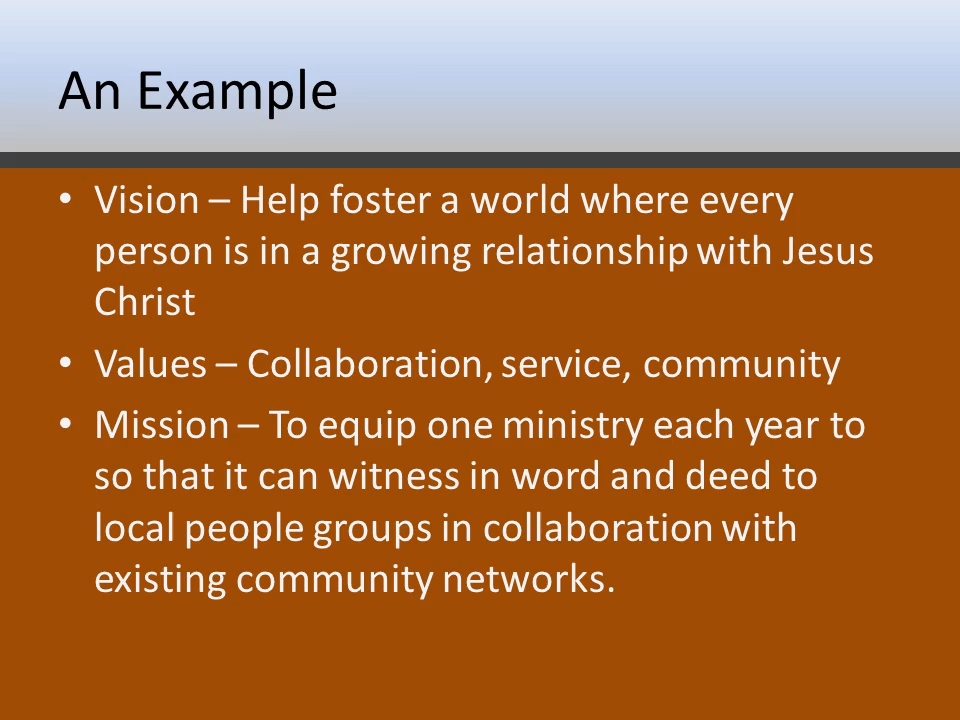 An Example
• Vision – Help foster a world where every
person is in a growing relationship with Jesus
Christ
• Values – Collaboration, service, community
• Mission – To equip one ministry each year to
so that it can witness in word and deed to
local people groups in collaboration with
existing community networks.